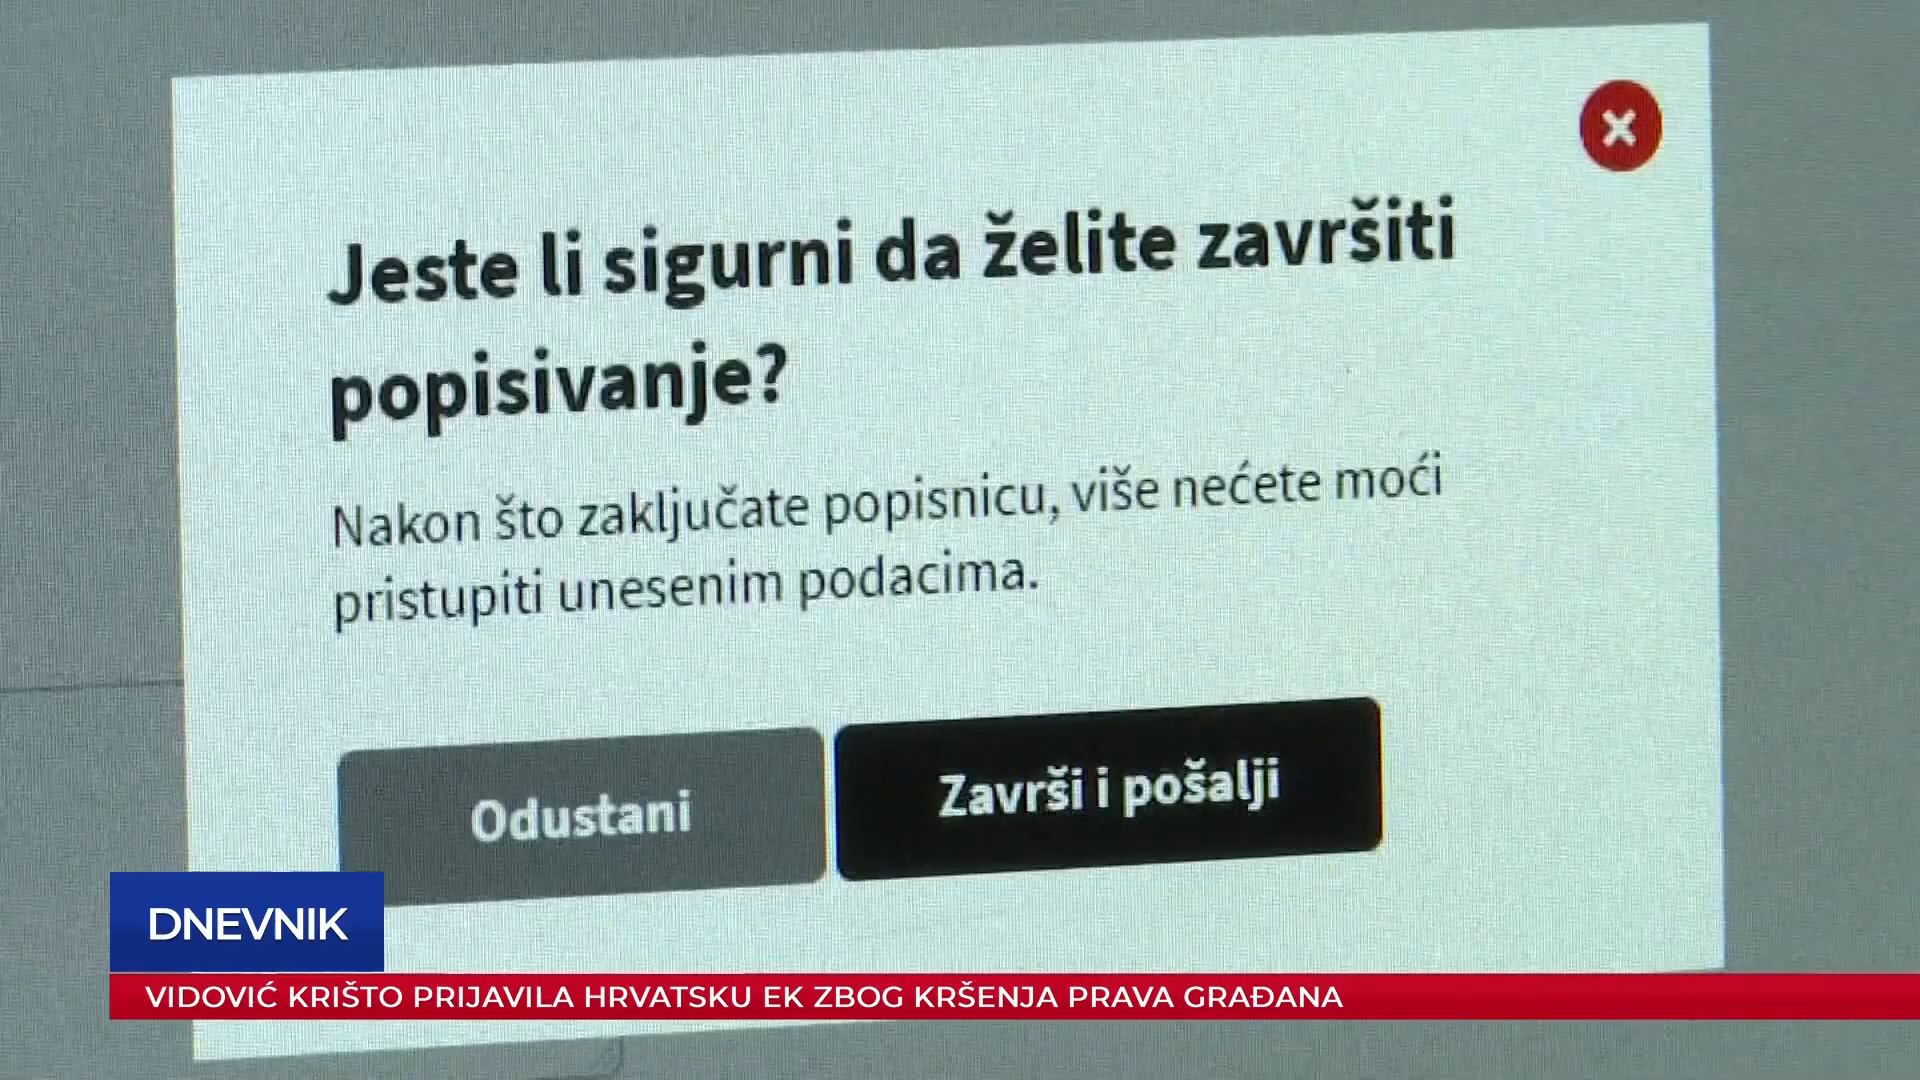 Jeste li sigurni da želite završiti
popisivanje?
Nakon što zaključate popisnicu, više nećete moći
pristupiti unesenim podacima.
Odustani
Završi i pošalji
DNEVNIK
VIDOVIĆ KRIŠTO PRIJAVILA HRVATSKU EK ZBOG KRŠENJA PRAVA GRAĐANA